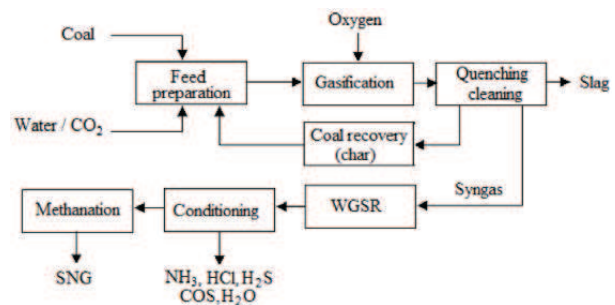 Oxygen
Coal
Feed
preparation
Gasification
Quenching
cleaning
Slag
Water / CO₂
Coal recovery
(char)
Syngas
Methanation
Conditioning
WGSR
SNG
NH₃, HCl, H₂S
COS, H₂O